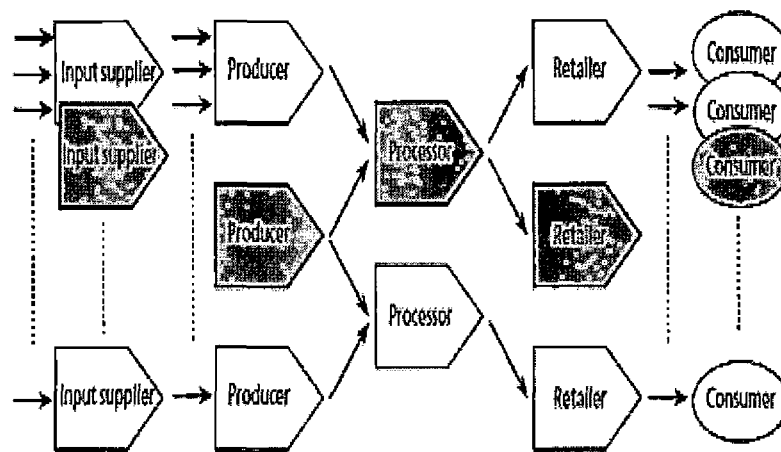 Input supplier
Producer
Retailer
Consumer
Consumer
Input supplier
Processor
Consumer
Producer
Retailer
Processor
Input supplier
Producer
Retailer
Consumer